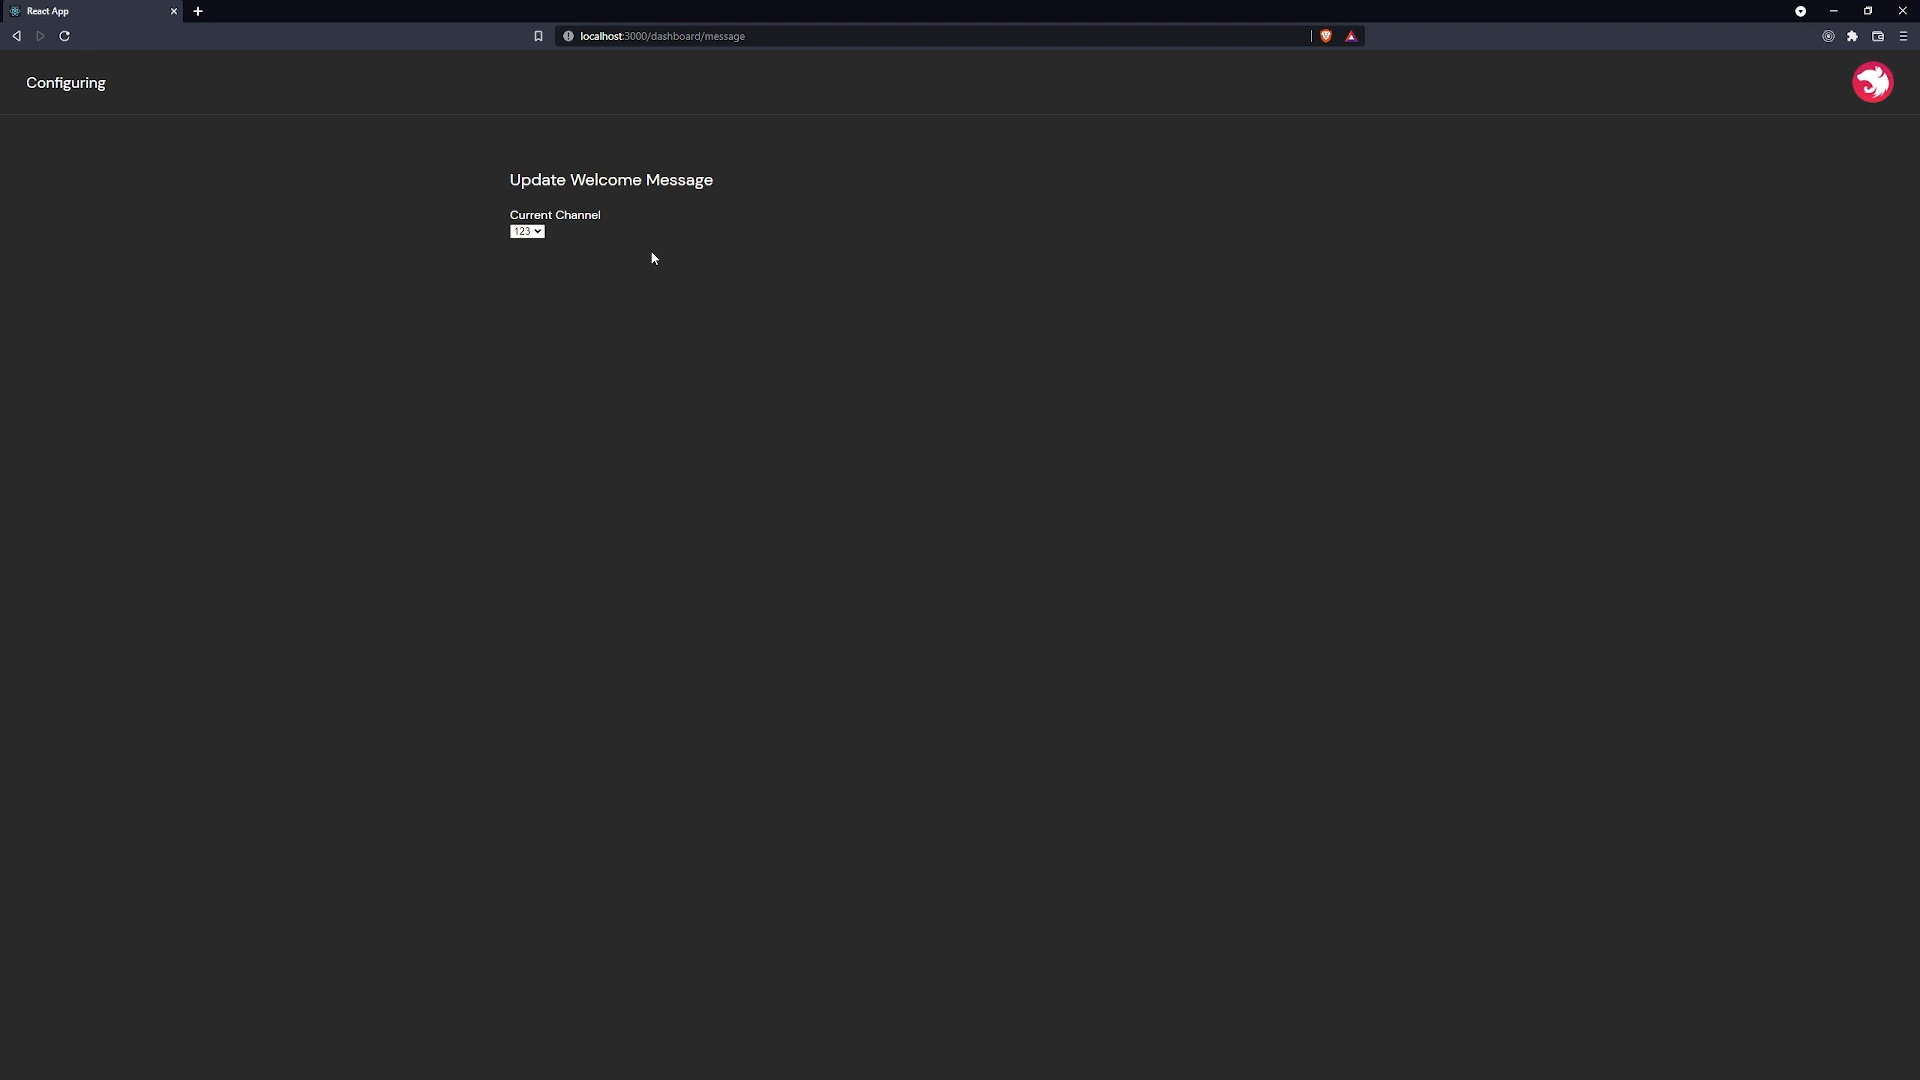 React App
localhost:3000/dashboard/message
Configuring
Update Welcome Message
Current Channel
123